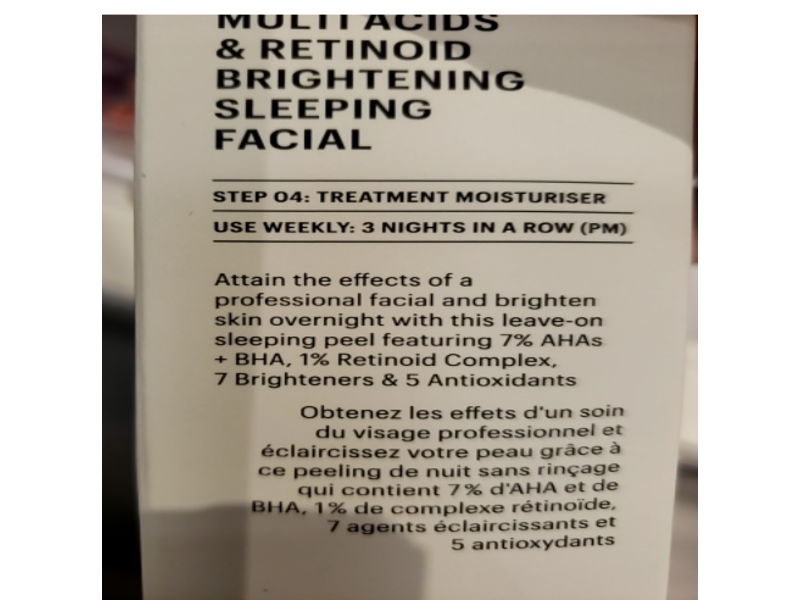 MULTI ACIDS
& RETINOID
BRIGHTENING
SLEEPING
FACIAL
STEP 04: TREATMENT MOISTURISER
USE WEEKLY: 3 NIGHTS IN A ROW (PM)
Attain the effects of a
professional facial and brighten
skin overnight with this leave-on
sleeping peel featuring 7% AHAs
+ BHA, 1% Retinoid Complex,
7 Brighteners & 5 Antioxidants
Obtenez les effets d'un soin
du visage professionnel et
éclaircissez votre peau grâce à
ce peeling de nuit sans rinçage
qui contient 7% d'AHA et de
BHA, 1% de complexe rétinoïde,
7 agents éclaircissants et
5 antioxydants